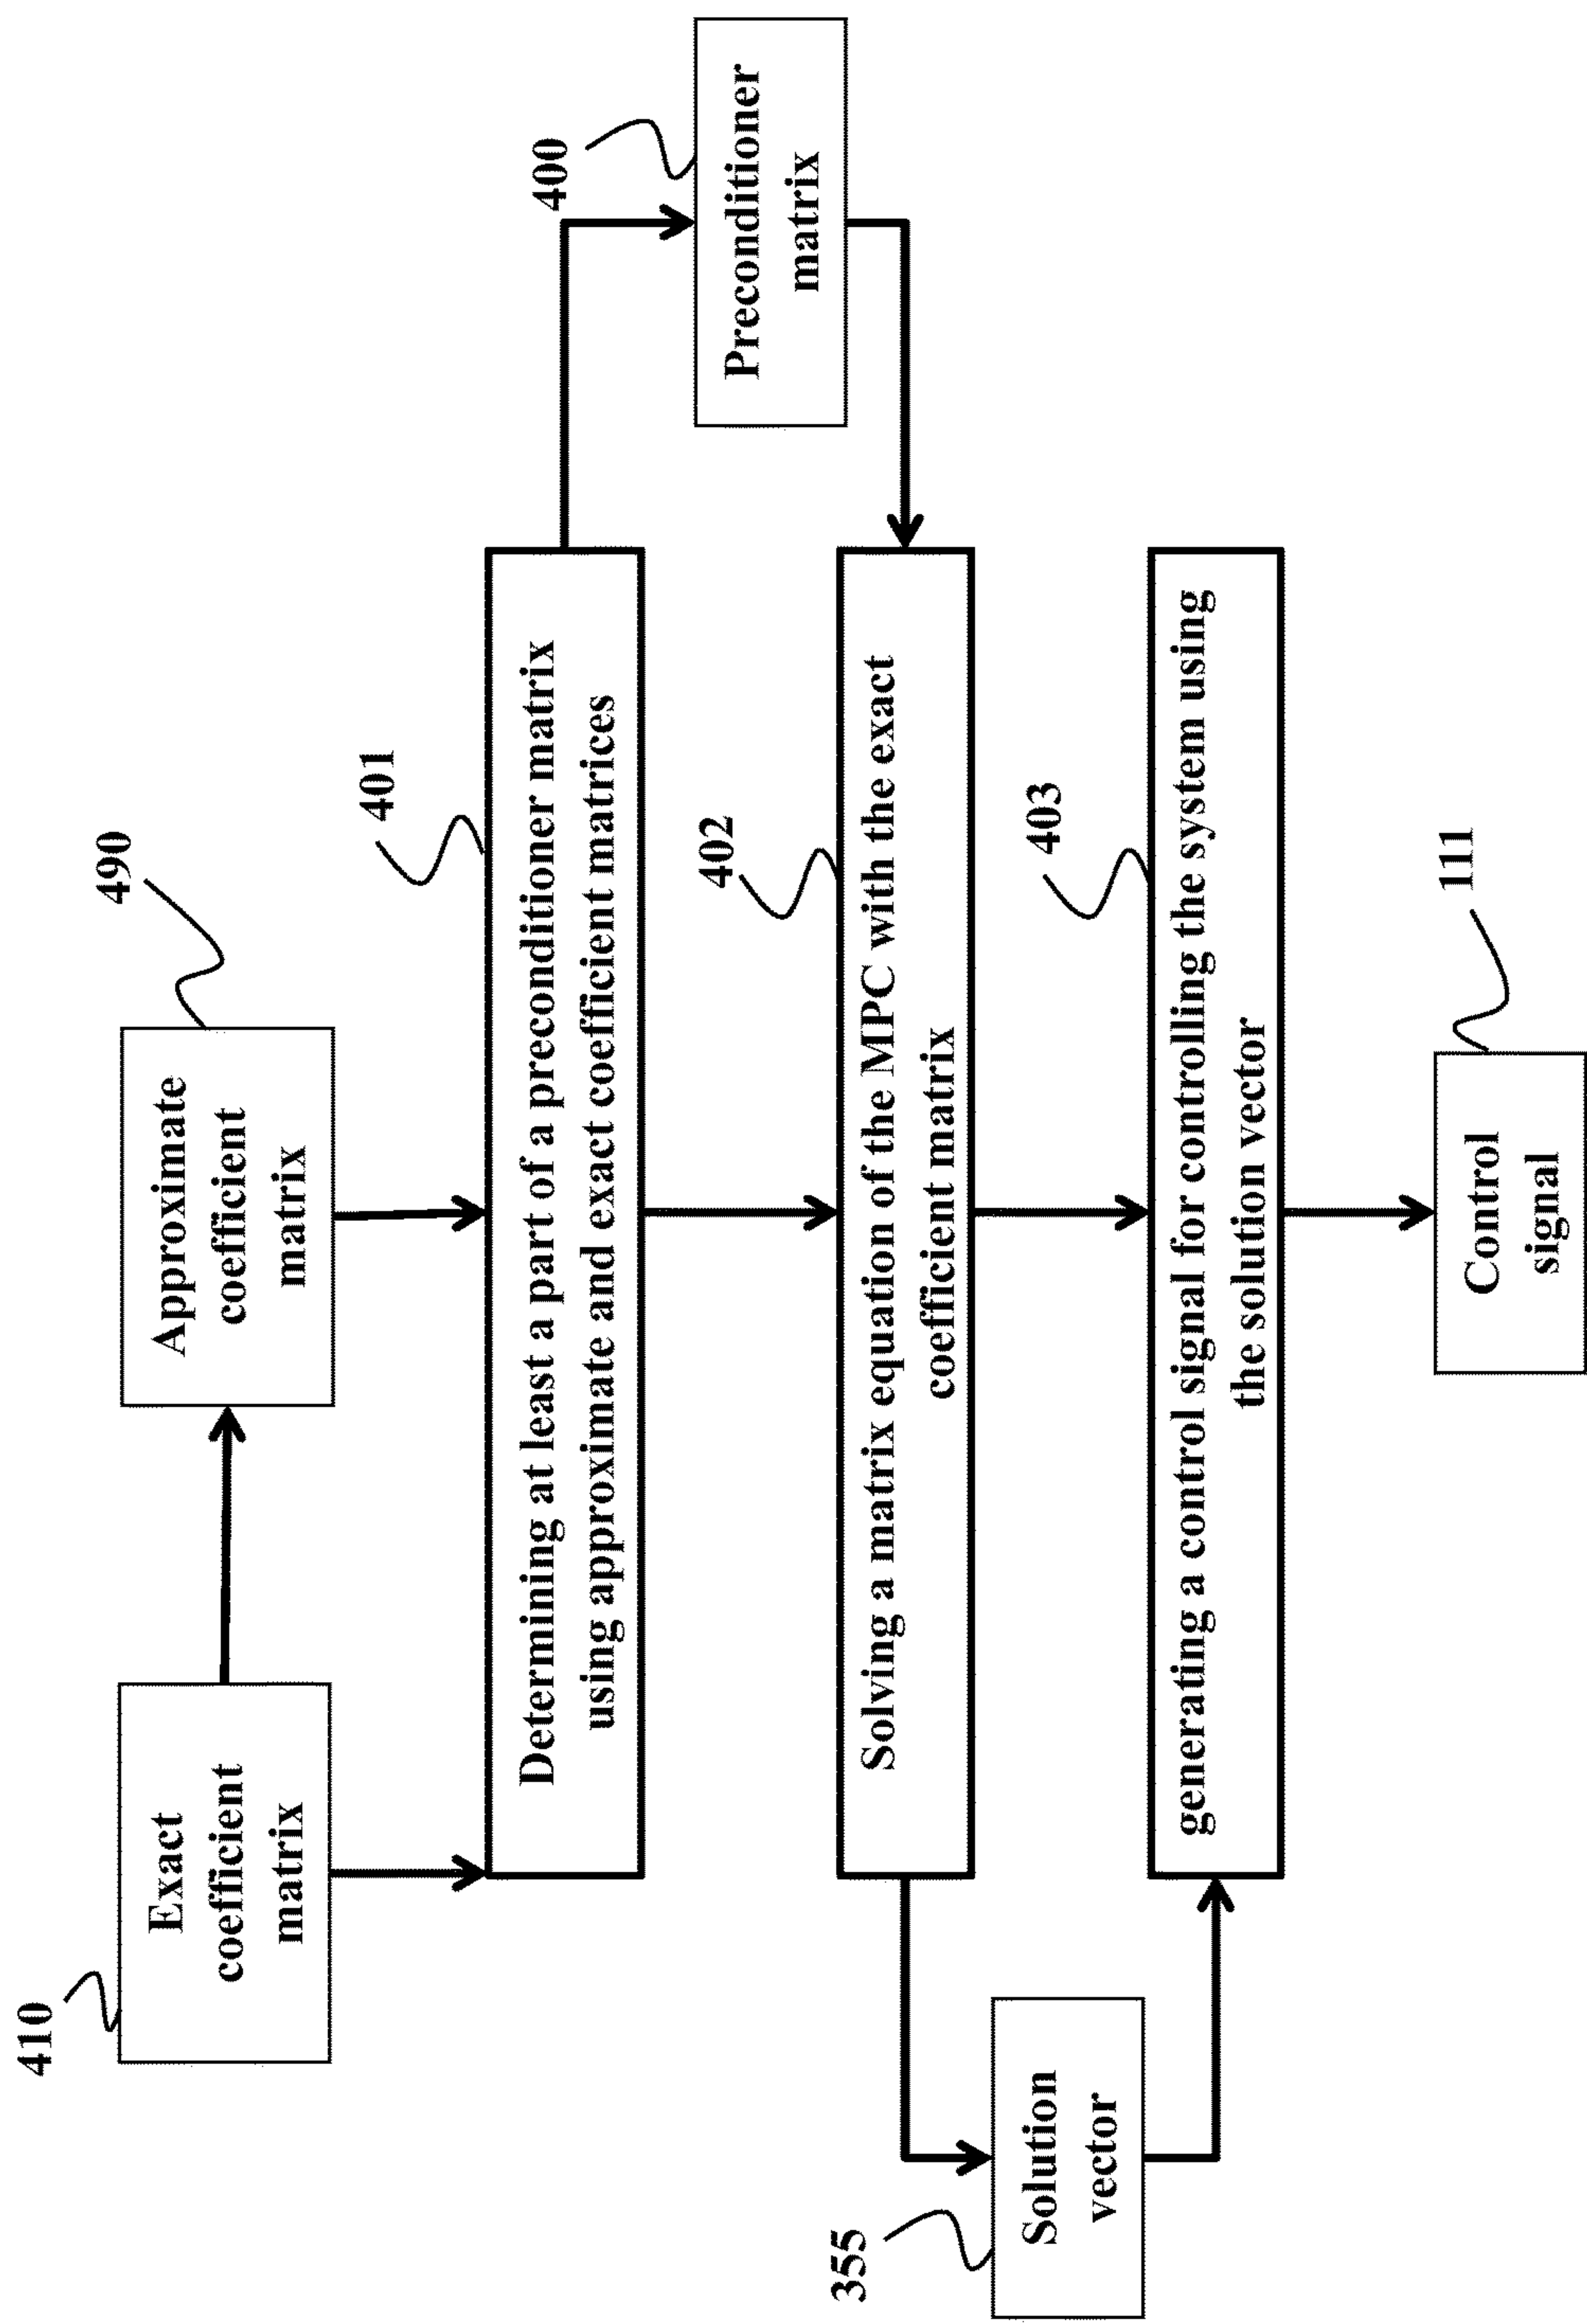 410
Exact
coefficient
matrix
490
Approximate
coefficient
matrix
401
Determining at least a part of a preconditioner matrix
using approximate and exact coefficient matrices
400
Preconditioner
matrix
402
Solving a matrix equation of the MPC with the exact
coefficient matrix
355
Solution
vector
403
generating a control signal for controlling the system using
the solution vector
111
Control
signal